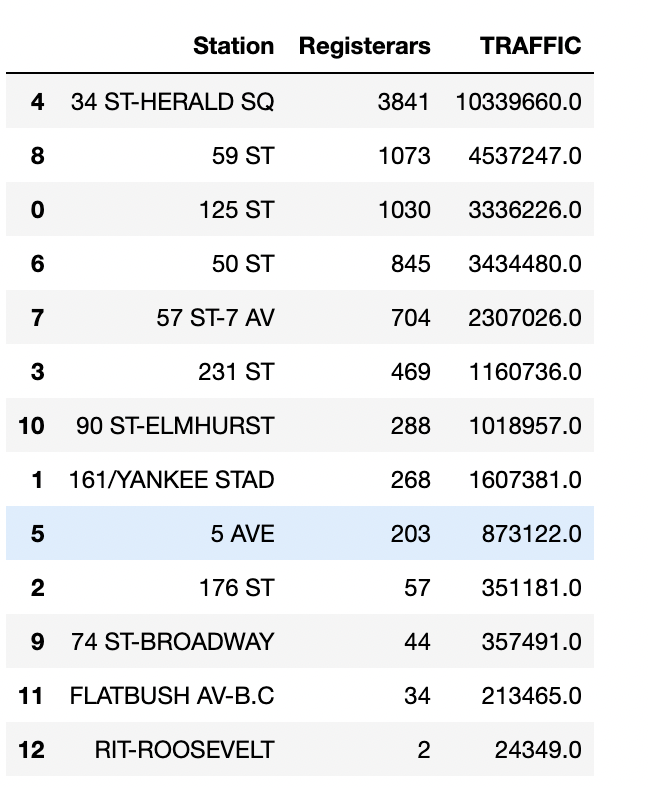 Station Registerars TRAFFIC
4 34 ST-HERALD SQ 3841 10339660.0
8 59 ST 1073 4537247.0
0 125 ST 1030 3336226.0
6 50 ST 845 3434480.0
7 57 ST-7 AV 704 2307026.0
3 231 ST 469 1160736.0
10 90 ST-ELMHURST 288 1018957.0
1 161/YANKEE STAD 268 1607381.0
5 5 AVE 203 873122.0
2 176 ST 57 351181.0
9 74 ST-BROADWAY 44 357491.0
11 FLATBUSH AV-B.C 34 213465.0
12 RIT-ROOSEVELT 2 24349.0